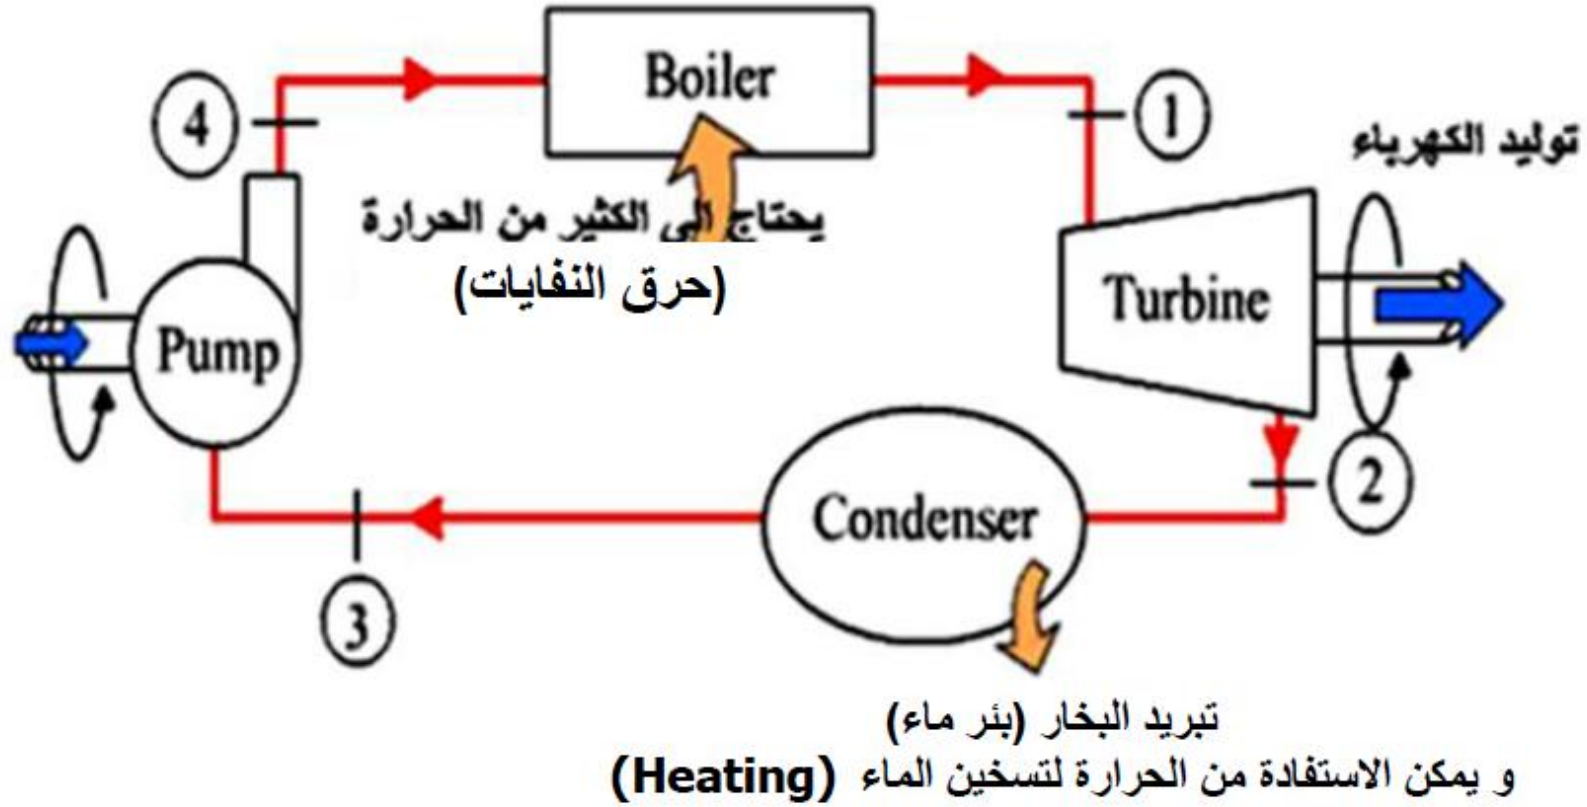 Boiler
4
1
توليد الكهرباء
يحتاج الى الكثير من الحرارة
(حرق النفايات)
Turbine
Pump
2
Condenser
3
تبريد البخار (بئر ماء)
و يمكن الاستفادة من الحرارة لتسخين الماء (Heating)